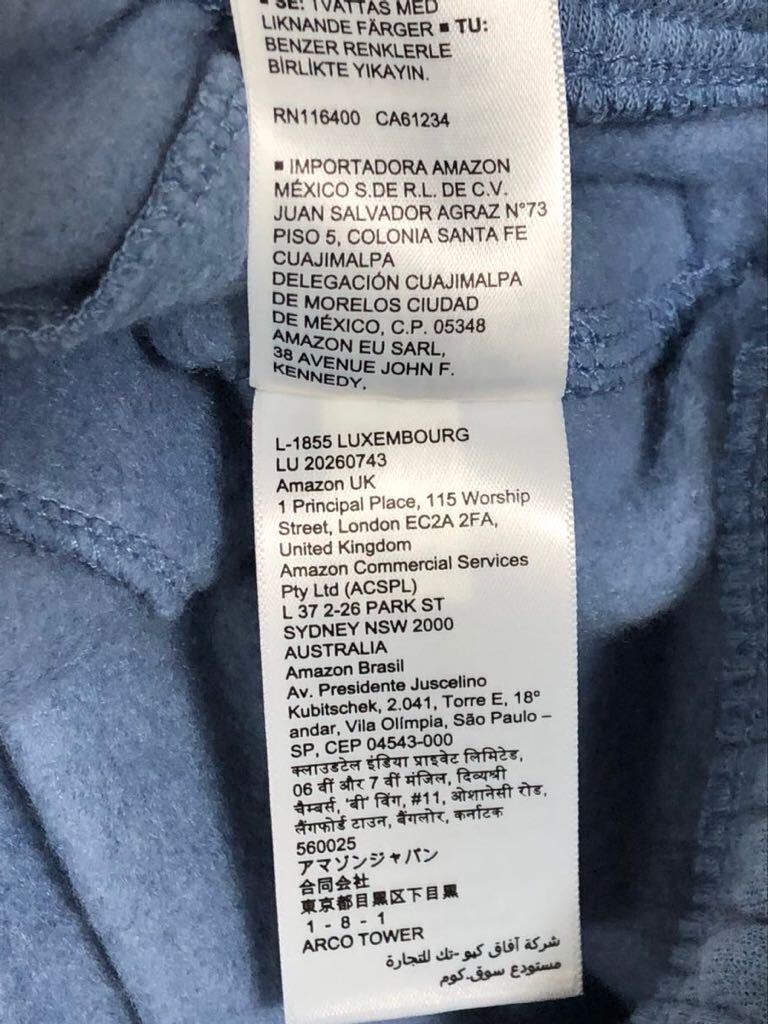 ■ SE: TVÄTTAS MED
LIKNANDE FÄRGER ■ TU:
BENZER RENKLERLE
BİRLİKTE YIKAYIN.
RN116400 CA61234
■ IMPORTADORA AMAZON
MÉXICO S.DE R.L. DE C.V.
JUAN SALVADOR AGRAZ N°73
PISO 5, COLONIA SANTA FE
CUAJIMALPA
DELEGACIÓN CUAJIMALPA
DE MORELOS CIUDAD
DE MÉXICO, C.P. 05348
AMAZON EU SARL,
38 AVENUE JOHN F.
KENNEDY,
L-1855 LUXEMBOURG
LU 20260743
Amazon UK
1 Principal Place, 115 Worship
Street, London EC2A 2FA,
United Kingdom
Amazon Commercial Services
Pty Ltd (ACSPL)
L 37 2-26 PARK ST
SYDNEY NSW 2000
AUSTRALIA
Amazon Brasil
Av. Presidente Juscelino
Kubitschek, 2.041, Torre E, 18º
andar, Vila Olímpia, São Paulo –
SP, CEP 04543-000
क्लाउडटेल इंडिया प्राइवेट लिमिटेड,
06 वीं और 7 वीं मंजिल, दिव्यश्री
चैम्बर्स, 'बी' विंग, #11, ओशानेसी रोड,
लैंगफोर्ड टाउन, बैंगलोर, कर्नाटक
560025
アマゾンジャパン
合同会社
東京都目黒区下目黒
1 - 8 - 1
ARCO TOWER
شركة آفاق كيو -تك للتجارة
مستودع سوق.كوم